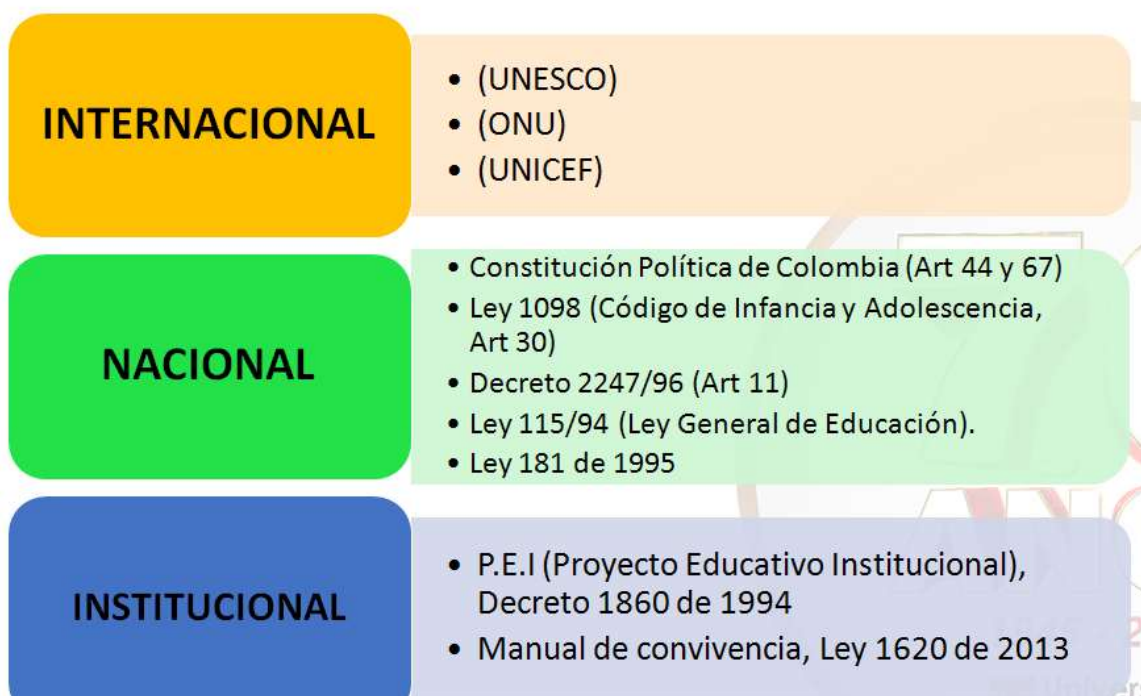 INTERNACIONAL
• (UNESCO)
• (ONU)
• (UNICEF)
NACIONAL
• Constitución Política de Colombia (Art 44 y 67)
• Ley 1098 (Código de Infancia y Adolescencia,
Art 30)
• Decreto 2247/96 (Art 11)
• Ley 115/94 (Ley General de Educación).
• Ley 181 de 1995
INSTITUCIONAL
• P.E.I (Proyecto Educativo Institucional),
Decreto 1860 de 1994
• Manual de convivencia, Ley 1620 de 2013